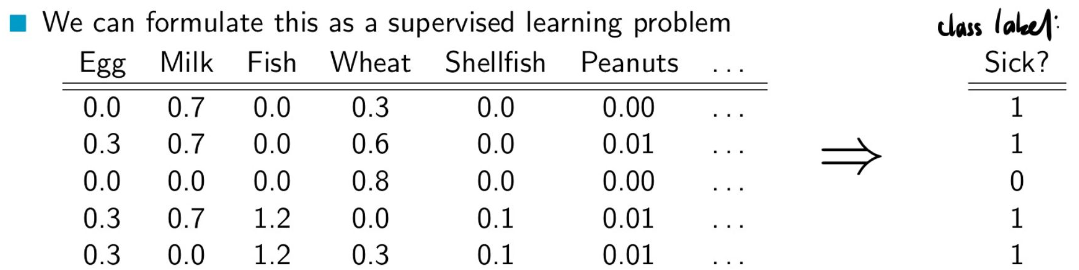 We can formulate this as a supervised learning problem class label:
Egg Milk Fish Wheat Shellfish Peanuts ... Sick?
0.0 0.7 0.0 0.3 0.0 0.00 ... 1
0.3 0.7 0.0 0.6 0.0 0.01 ... ⇒ 1
0.0 0.0 0.0 0.8 0.0 0.00 ... 0
0.3 0.7 1.2 0.0 0.1 0.01 ... 1
0.3 0.0 1.2 0.3 0.1 0.01 ... 1